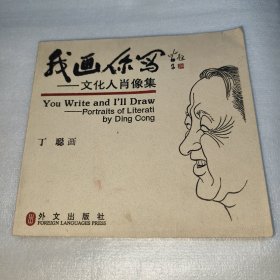 我画你写
——文化人肖像集
You Write and I'll Draw
——Portraits of Literati
by Ding Cong
丁聪画
外文出版社
FOREIGN LANGUAGES PRESS